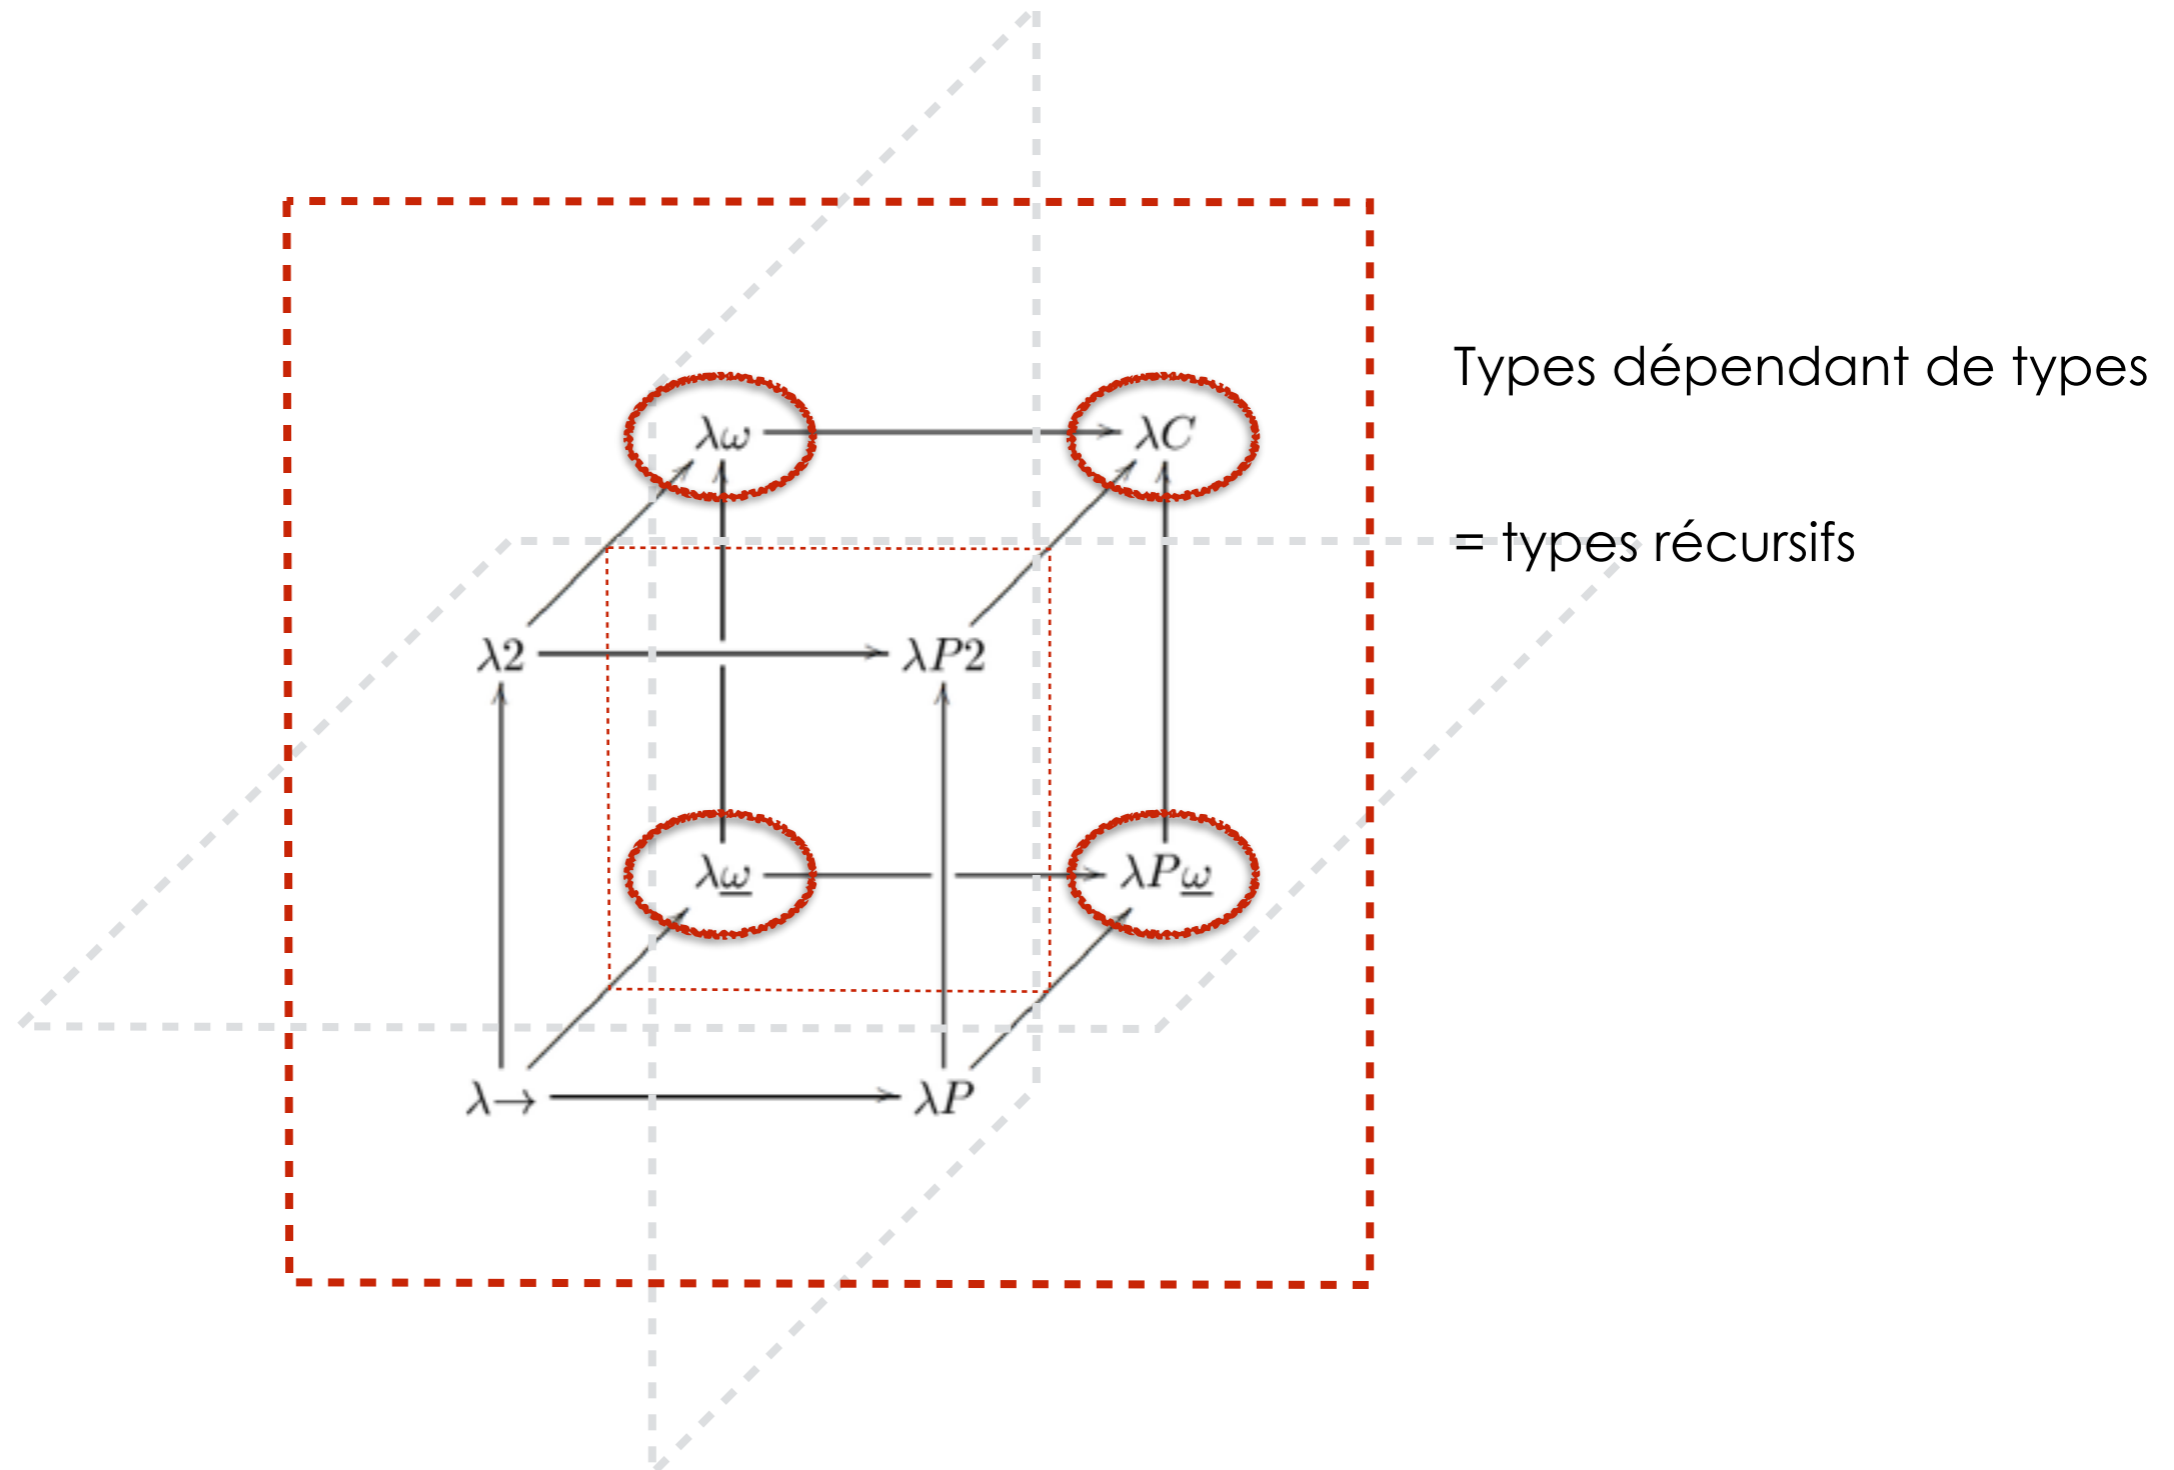 λω λC
Types dépendant de types
= types récursifs
λ2 λP2
λω̲ λPω̲
λ→ λP